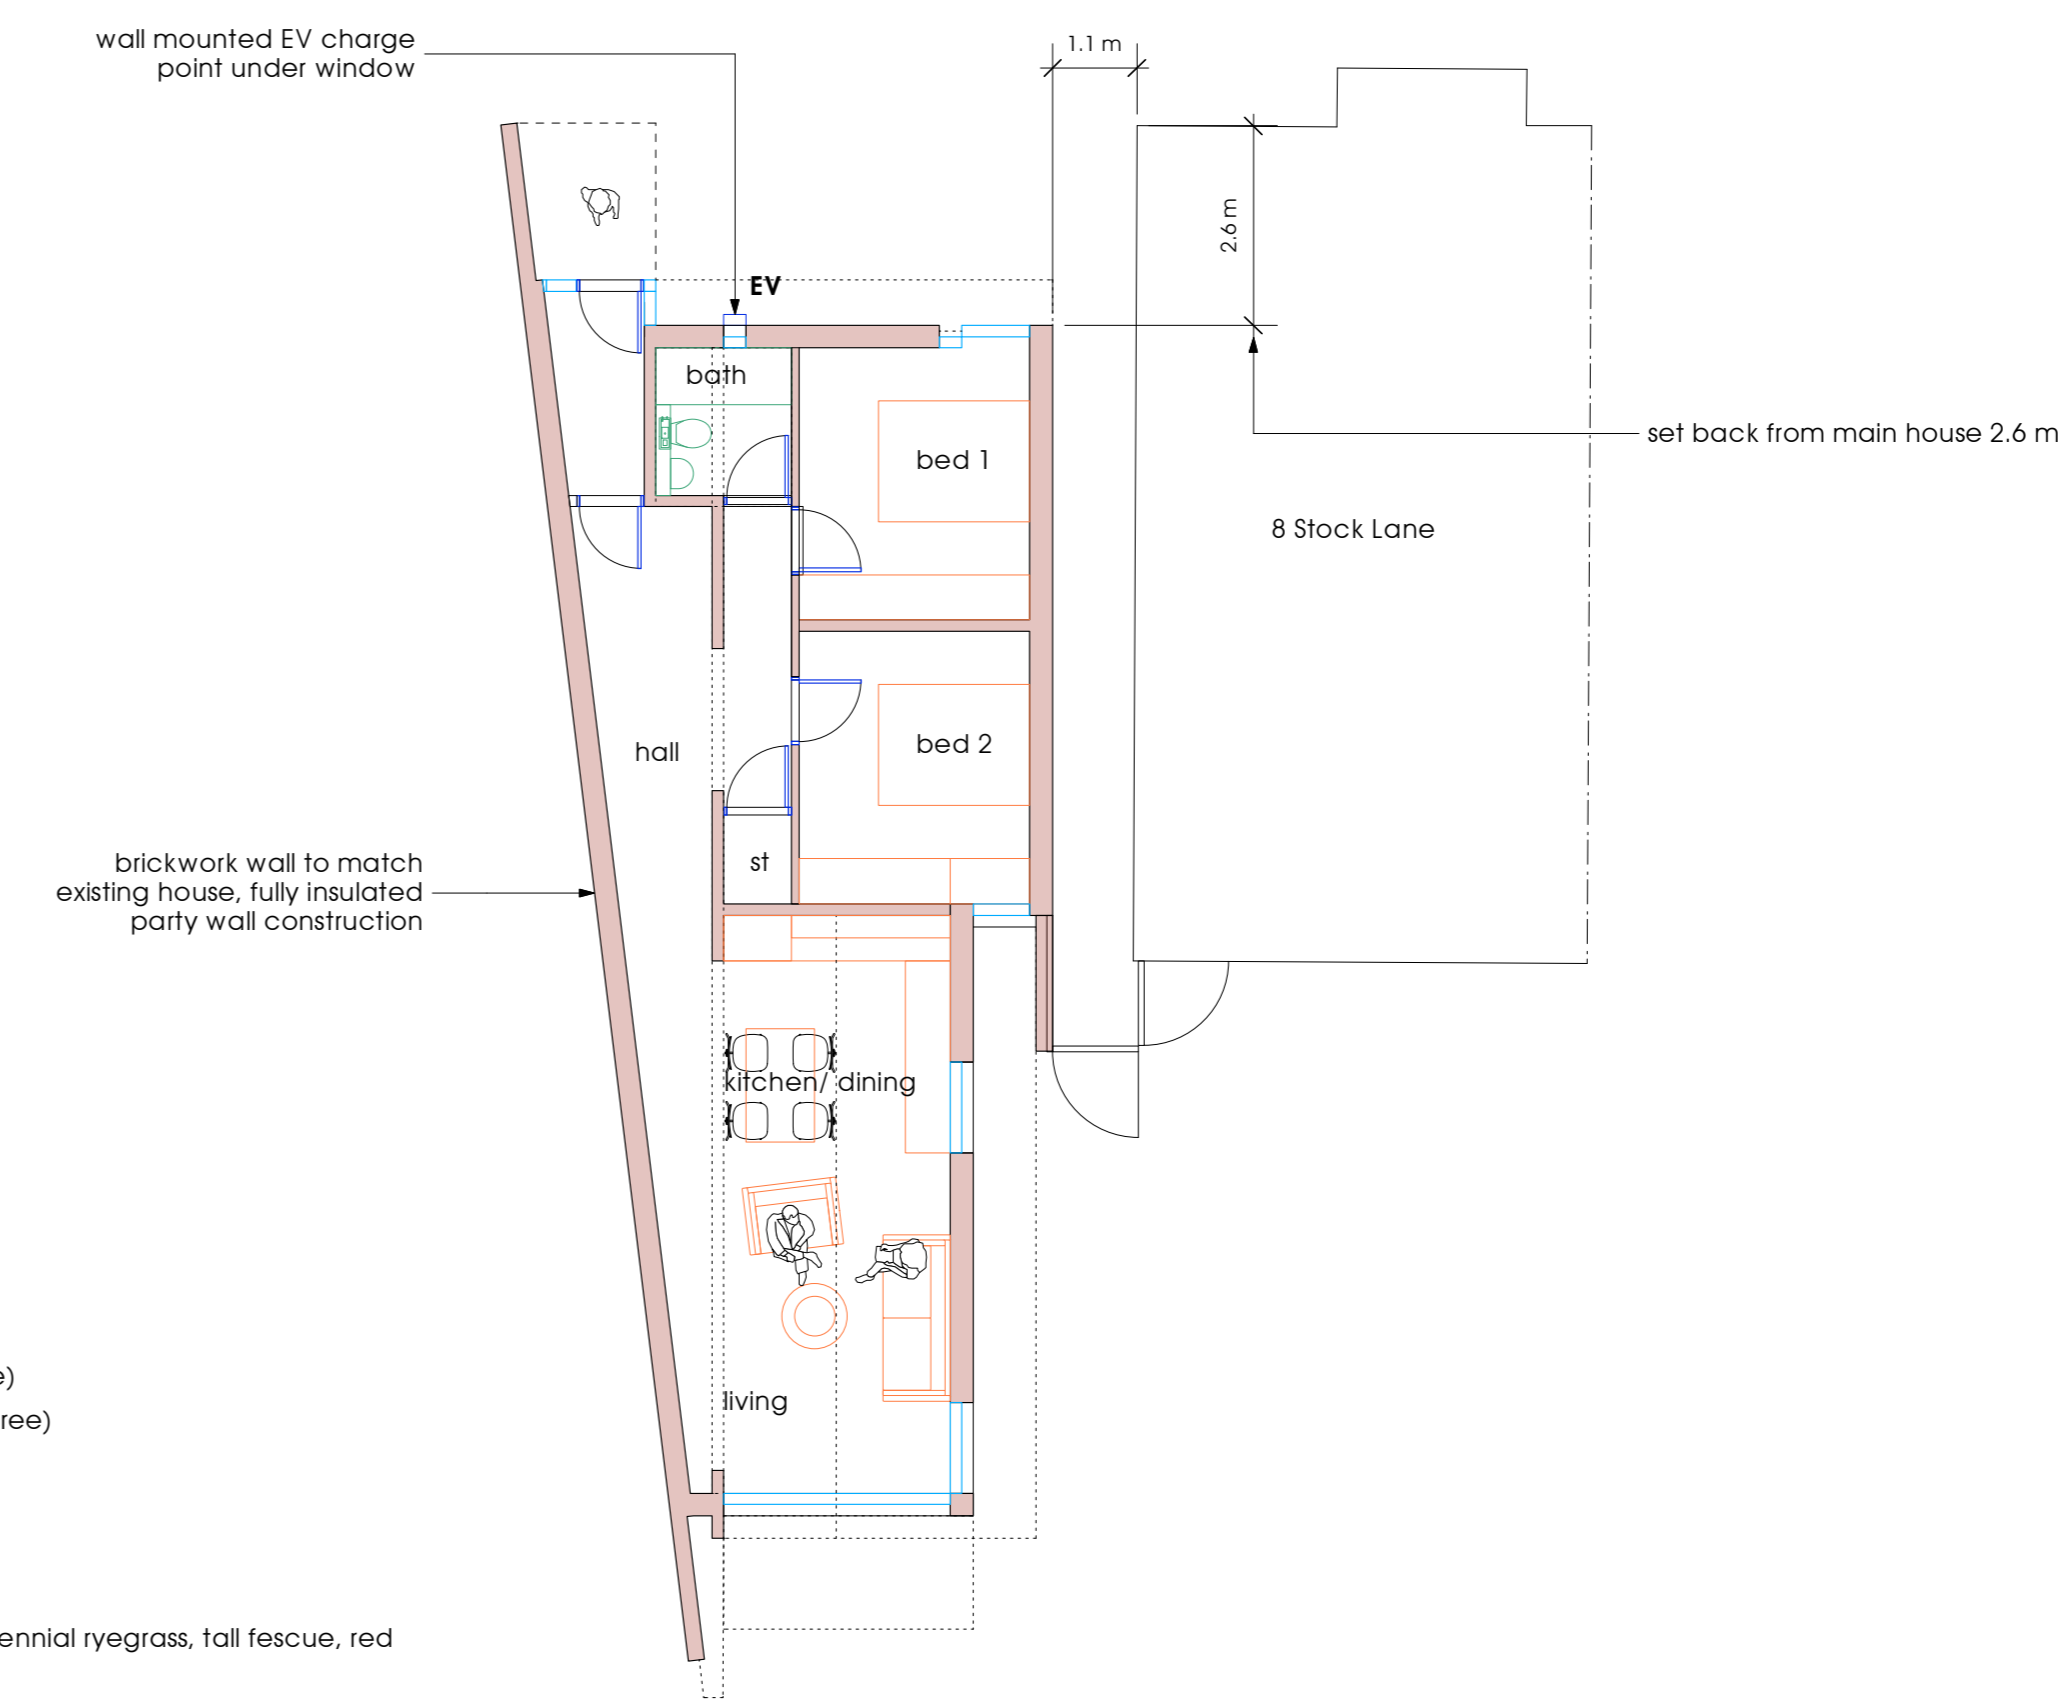 wall mounted EV charge
point under window
1.1 m
EV
2.6 m
bath
bed 1
set back from main house 2.6 m
8 Stock Lane
hall
bed 2
brickwork wall to match
existing house, fully insulated
party wall construction
st
kitchen/ dining
living
ennial ryegrass, tall fescue, red